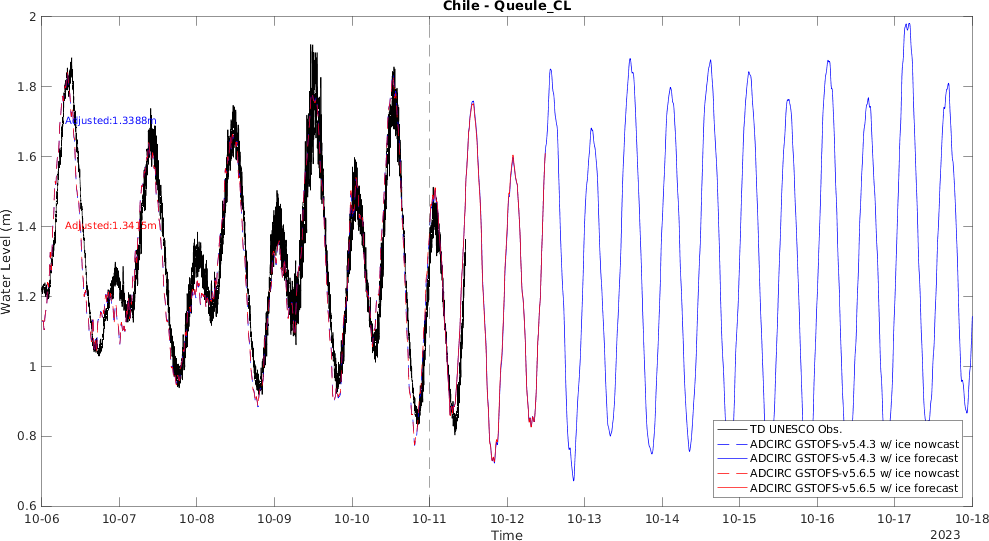 Chile - Queule_CL
2
1.8
1.6
1.4
1.2
1
0.8
0.6
Water Level (m)
Adjusted:1.3388m
Adjusted:1.3415m
TD UNESCO Obs.
ADCIRC GSTOFS-v5.4.3 w/ ice nowcast
ADCIRC GSTOFS-v5.4.3 w/ ice forecast
ADCIRC GSTOFS-v5.6.5 w/ ice nowcast
ADCIRC GSTOFS-v5.6.5 w/ ice forecast
10-06 10-07 10-08 10-09 10-10 10-11 10-12 10-13 10-14 10-15 10-16 10-17 10-18
Time
2023